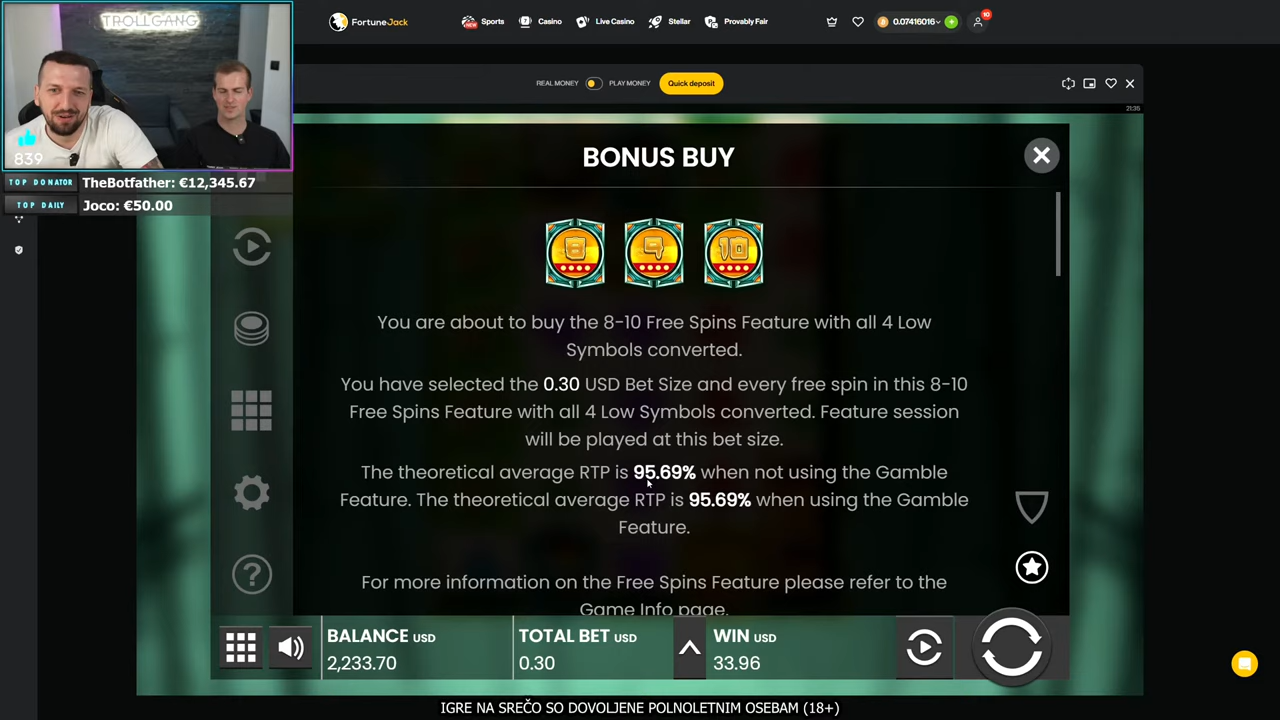 TROLLGANG
839
TOP DONATOR TheBotfather: €12,345.67
TOP DAILY Joco: €50.00
FortuneJack
NEW Sports Casino Live Casino Stellar Provably Fair
0.07416016
10
REAL MONEY PLAY MONEY Quick deposit
21:35
BONUS BUY
8 9 10
You are about to buy the 8-10 Free Spins Feature with all 4 Low
Symbols converted.
You have selected the 0.30 USD Bet Size and every free spin in this 8-10
Free Spins Feature with all 4 Low Symbols converted. Feature session
will be played at this bet size.
The theoretical average RTP is 95.69% when not using the Gamble
Feature. The theoretical average RTP is 95.69% when using the Gamble
Feature.
For more information on the Free Spins Feature please refer to the
Game Info page.
BALANCE USD
2,233.70
TOTAL BET USD
0.30
WIN USD
33.96
IGRE NA SREČO SO DOVOLJENE POLNOLETNIM OSEBAM (18+)